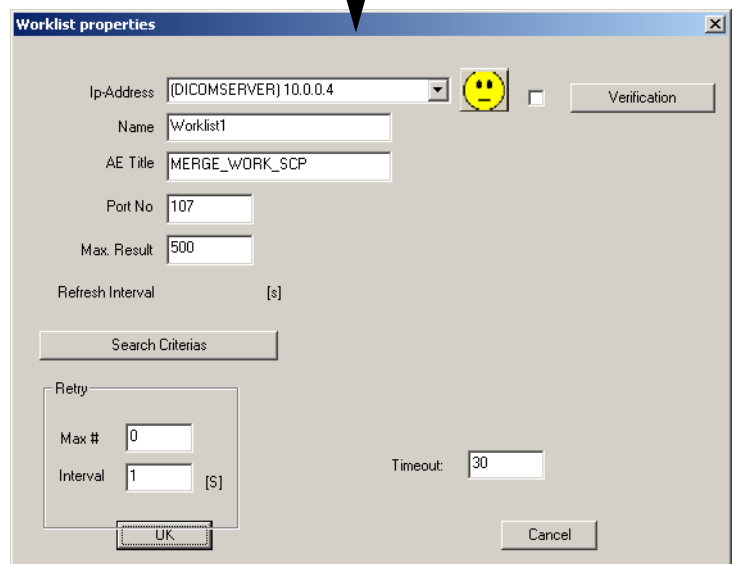 Worklist properties
Ip-Address (DICOMSERVER) 10.0.0.4 Verification
Name Worklist1
AE Title MERGE_WORK_SCP
Port No 107
Max. Result 500
Refresh Interval [s]
Search Criterias
Retry
Max # 0
Interval 1 [S]
Timeout: 30
UK Cancel